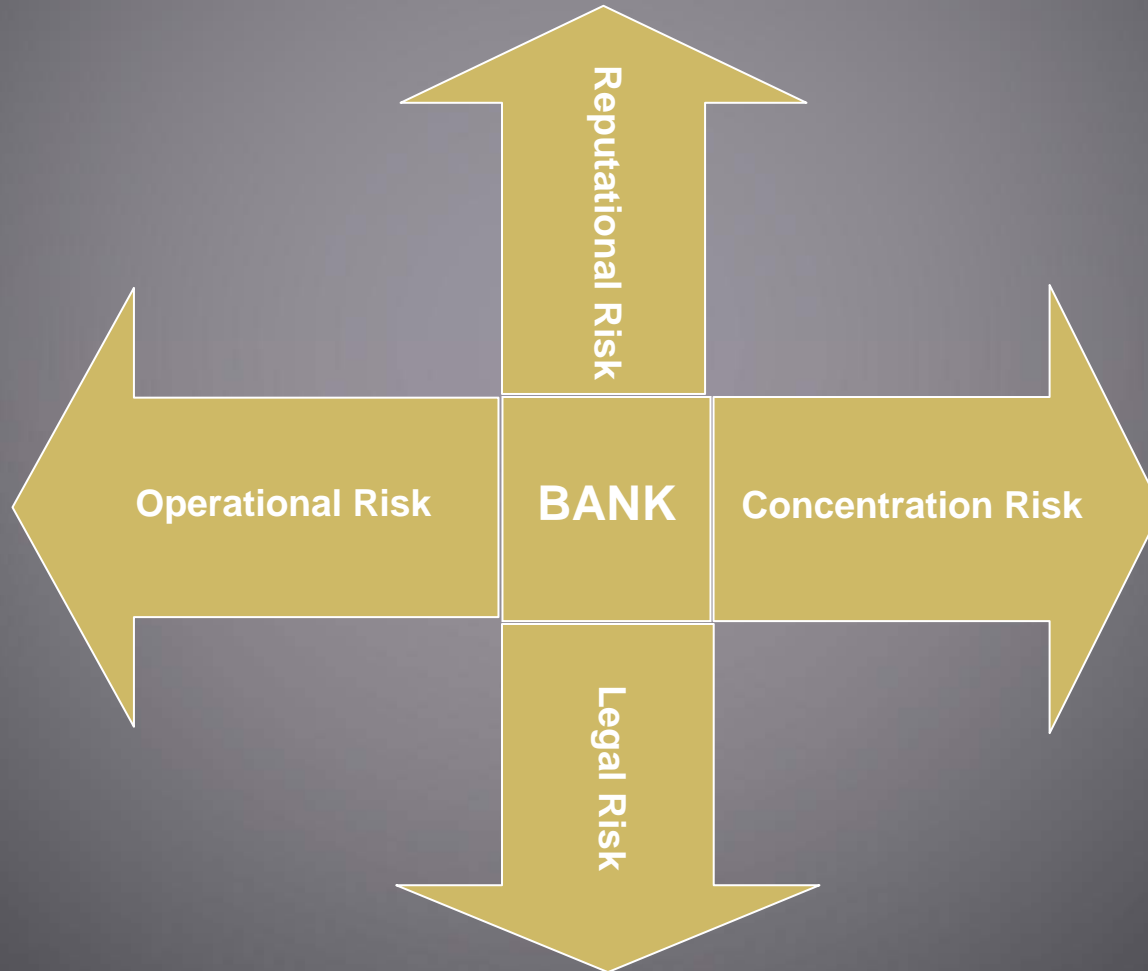 Reputational Risk
Operational Risk
BANK
Concentration Risk
Legal Risk